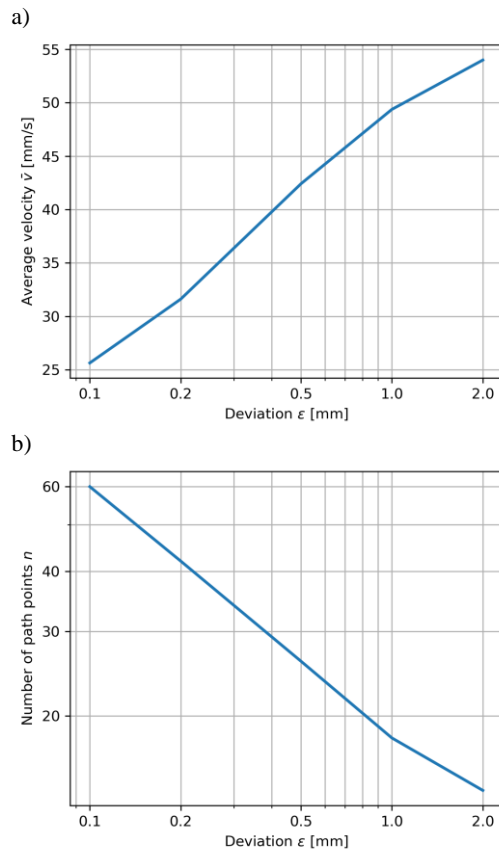 a)
55
50
45
40
35
30
25
Average velocity v̄ [mm/s]
0.1 0.2 0.5 1.0 2.0
Deviation ε [mm]
b)
60
40
30
20
Number of path points n
0.1 0.2 0.5 1.0 2.0
Deviation ε [mm]